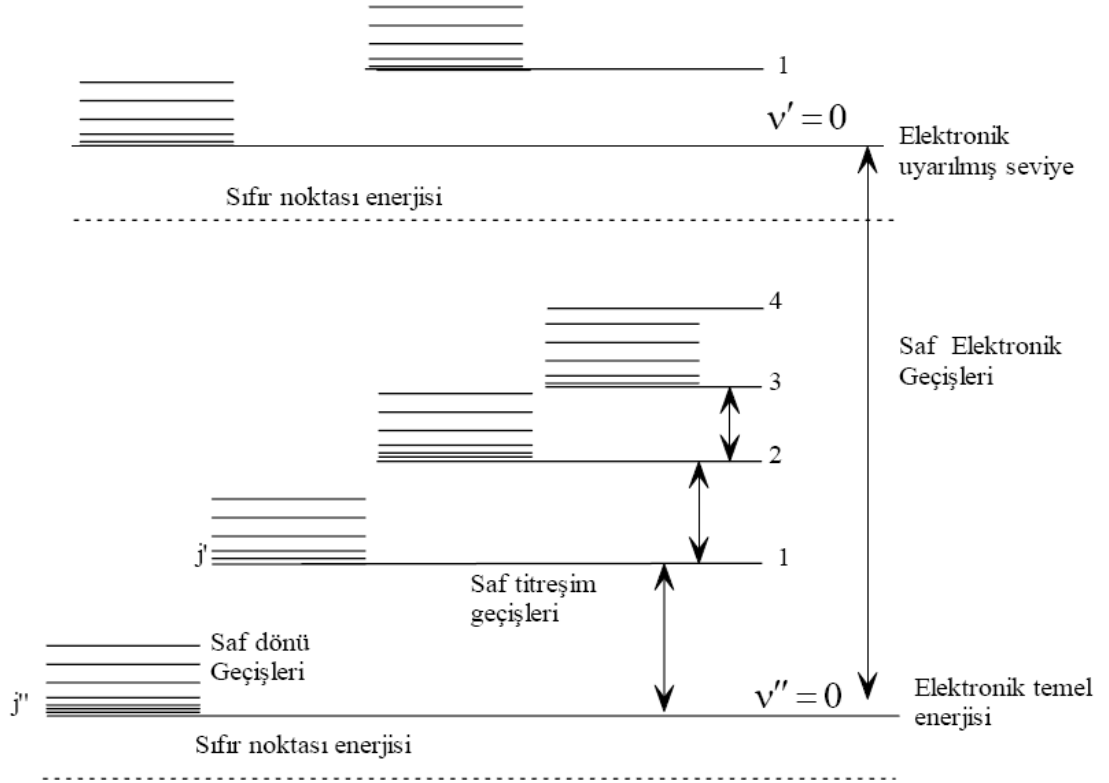 1
ν′ = 0
Elektronik
uyarılmış seviye
Sıfır noktası enerjisi
4
Saf Elektronik
Geçişleri
3
2
j'
1
Saf titreşim
geçişleri
Saf dönü
Geçişleri
j"
ν″ = 0
Elektronik temel
enerjisi
Sıfır noktası enerjisi